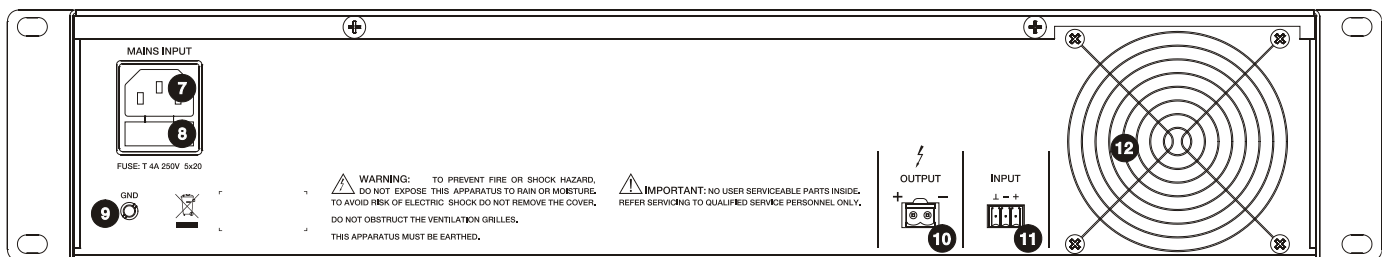 MAINS INPUT
7
8
FUSE: T 4A 250V 5x20
GND
9
WARNING: TO PREVENT FIRE OR SHOCK HAZARD,
DO NOT EXPOSE THIS APPARATUS TO RAIN OR MOISTURE.
TO AVOID RISK OF ELECTRIC SHOCK DO NOT REMOVE THE COVER.
DO NOT OBSTRUCT THE VENTILATION GRILLES.
THIS APPARATUS MUST BE EARTHED.
IMPORTANT: NO USER SERVICEABLE PARTS INSIDE.
REFER SERVICING TO QUALIFIED SERVICE PERSONNEL ONLY.
OUTPUT
+ −
10
INPUT
⊥ − +
11
12